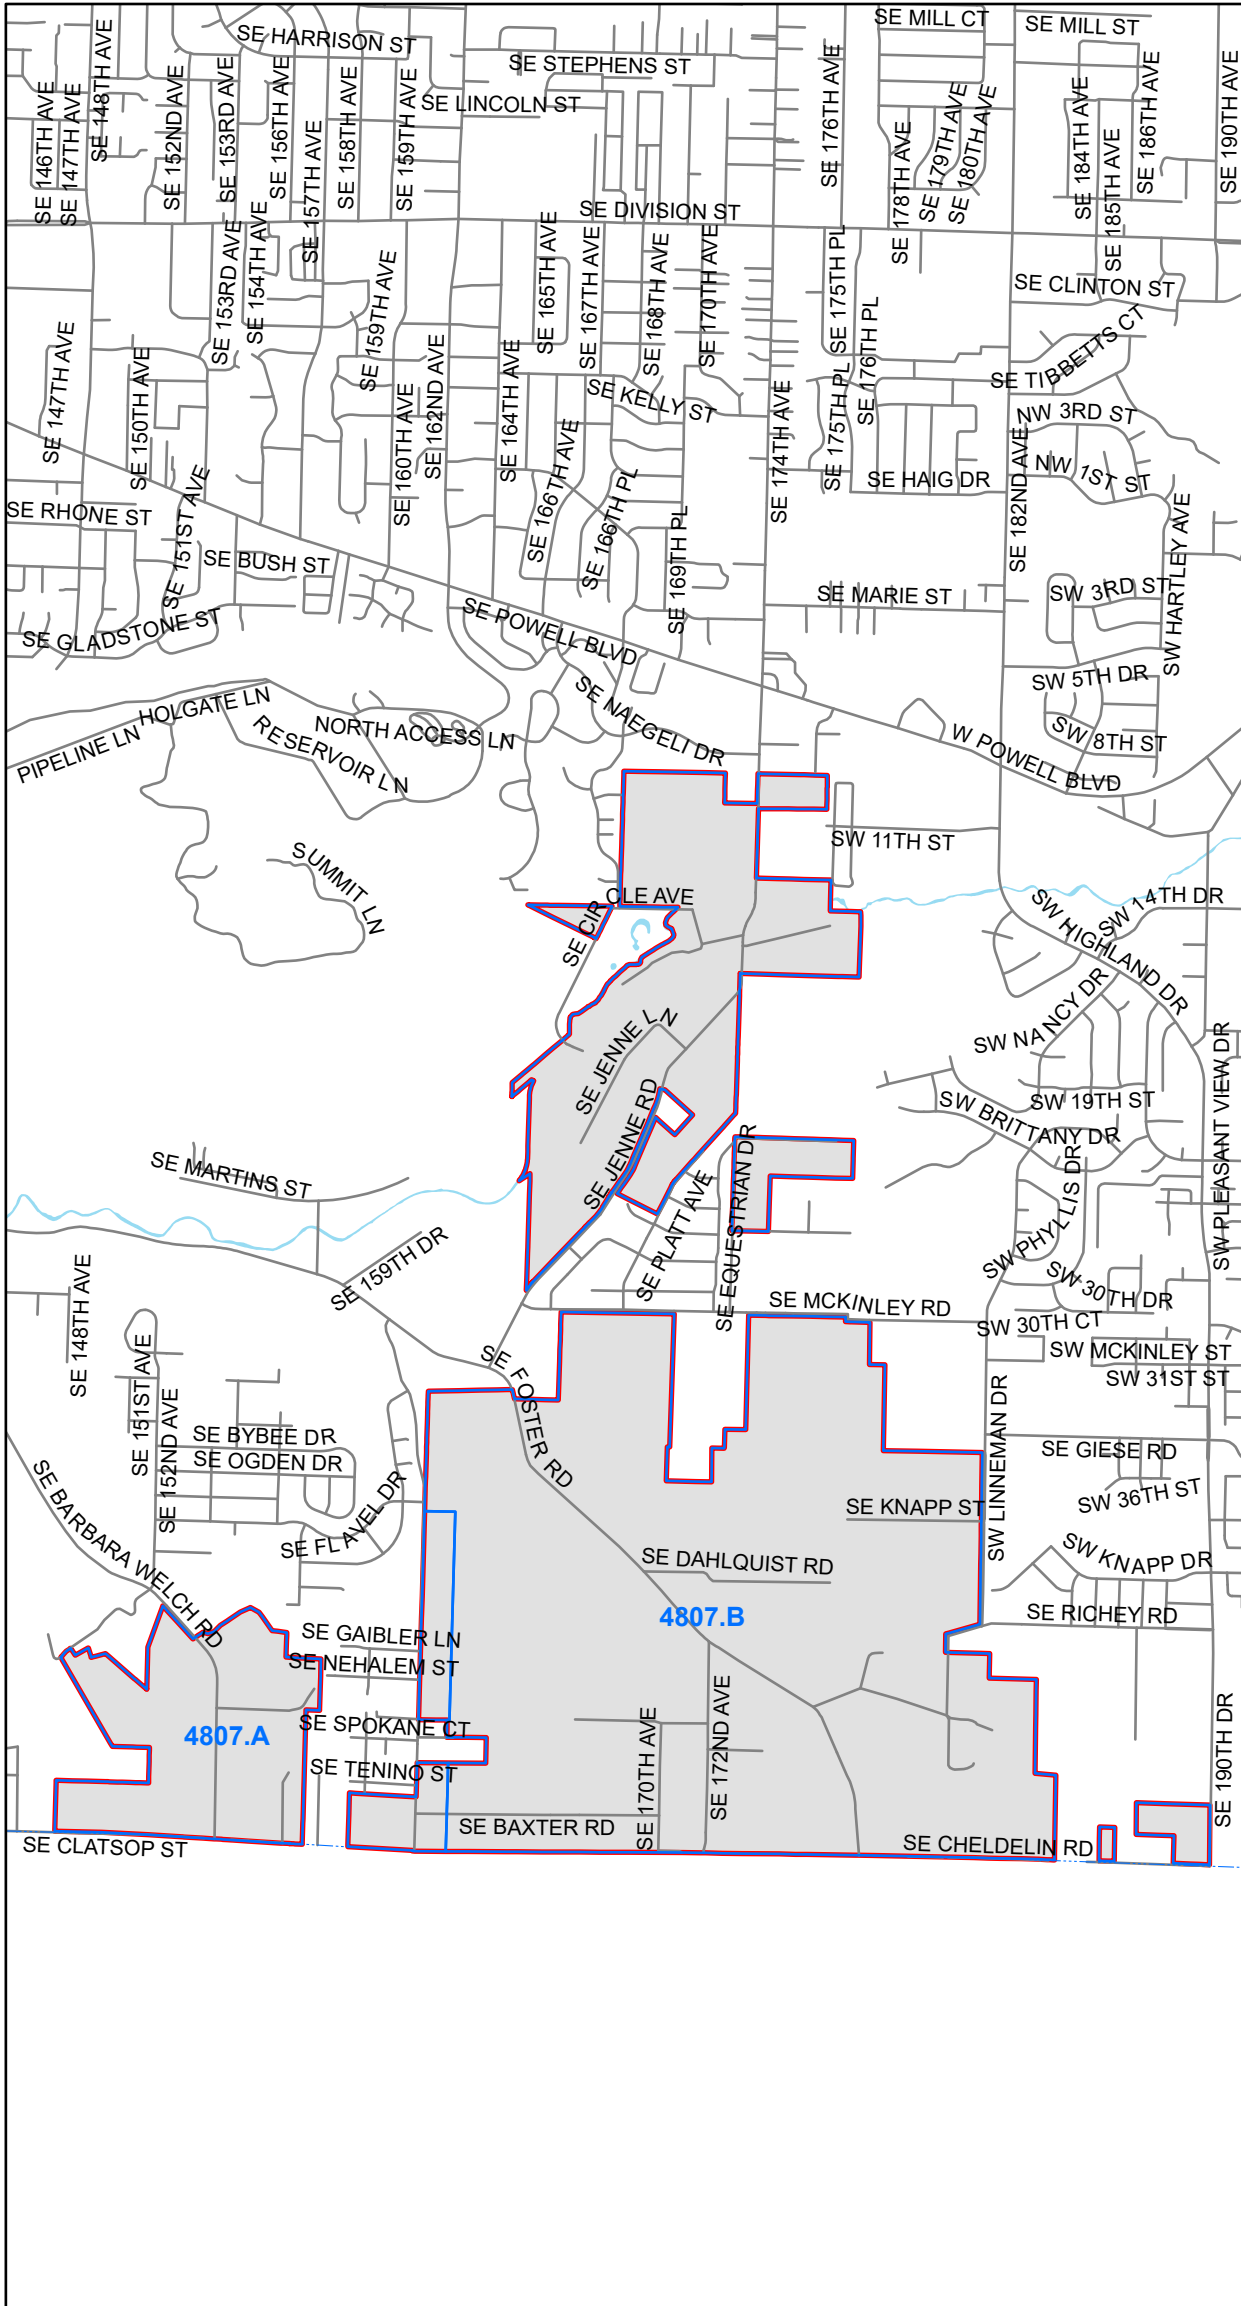 SE MILL CT
SE MILL ST
SE HARRISON ST
SE STEPHENS ST
SE LINCOLN ST
SE 146TH AVE
SE 147TH AVE
SE 148TH AVE
SE 152ND AVE
SE 153RD AVE
SE 156TH AVE
SE 157TH AVE
SE 158TH AVE
SE 159TH AVE
SE 176TH AVE
SE 178TH AVE
SE 179TH AVE
SE 180TH AVE
SE 184TH AVE
SE 185TH AVE
SE 186TH AVE
SE 190TH AVE
SE DIVISION ST
SE 153RD AVE
SE 154TH AVE
SE 159TH AVE
SE 165TH AVE
SE 167TH AVE
SE 168TH AVE
SE 170TH AVE
SE 175TH PL
SE 176TH PL
SE CLINTON ST
SE TIBBETTS CT
SE 147TH AVE
SE 150TH AVE
SE 160TH AVE
SE 162ND AVE
SE 164TH AVE
SE KELLY ST
SE 174TH AVE
SE 175TH PL
NW 3RD ST
NW 1ST ST
SE HAIG DR
SE 182ND AVE
SE RHONE ST
SE 151ST AVE
SE BUSH ST
SE 166TH AVE
SE 166TH PL
SE 169TH PL
SE MARIE ST
SW 3RD ST
SW HARTLEY AVE
SE GLADSTONE ST
SE POWELL BLVD
SW 5TH DR
SW 8TH ST
HOLGATE LN
PIPELINE LN
RESERVOIR LN
NORTH ACCESS LN
SE NAEGELI DR
W POWELL BLVD
SW 11TH ST
SUMMIT LN
SE CIRCLE AVE
SW HIGHLAND DR
SW 14TH DR
SW NANCY DR
SE JENNE LN
SE JENNE RD
SW 19TH ST
SW BRITTANY DR
SW PLEASANT VIEW DR
SE MARTINS ST
SE PLATT AVE
SE EQUESTRIAN DR
SW PHYLLIS DR
SE 159TH DR
SE 148TH AVE
SE MCKINLEY RD
SW 30TH DR
SW 30TH CT
SW MCKINLEY ST
SW 31ST ST
SE 151ST AVE
SE 152ND AVE
SE FOSTER RD
SW LINNEMAN DR
SE BYBEE DR
SE OGDEN DR
SE GIESE RD
SE BARBARA WELCH RD
SE FLAVEL DR
SE KNAPP ST
SW 36TH ST
SE DAHLQUIST RD
SW KNAPP DR
4807.B
SE RICHEY RD
SE GAIBLER LN
SE NEHALEM ST
4807.A
SE SPOKANE CT
SE TENINO ST
SE 170TH AVE
SE 172ND AVE
SE 190TH DR
SE BAXTER RD
SE CHELDELIN RD
SE CLATSOP ST